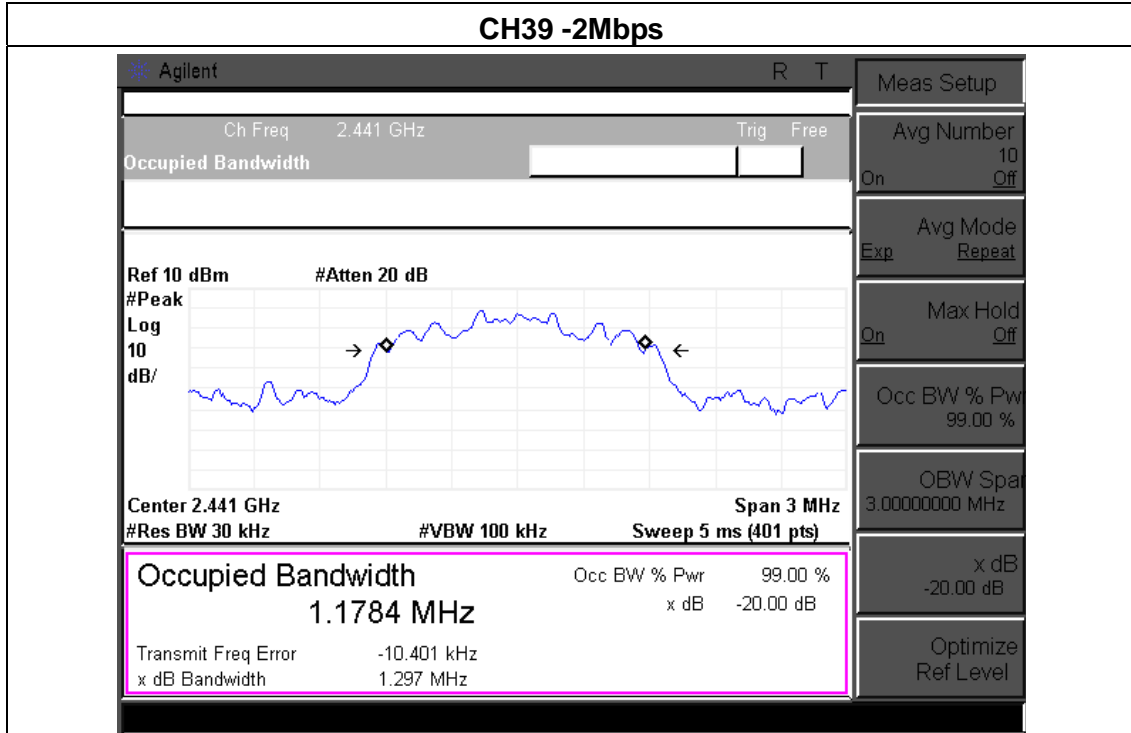 CH39 -2Mbps
Agilent R T
Meas Setup
Ch Freq 2.441 GHz Trig Free
Occupied Bandwidth
Avg Number
10
On Off
Avg Mode
Exp Repeat
Ref 10 dBm #Atten 20 dB
#Peak
Log
10
dB/
Max Hold
On Off
Occ BW % Pw
99.00 %
OBW Spa
3.00000000 MHz
Center 2.441 GHz Span 3 MHz
#Res BW 30 kHz #VBW 100 kHz Sweep 5 ms (401 pts)
Occupied Bandwidth Occ BW % Pwr 99.00 %
1.1784 MHz x dB -20.00 dB
Transmit Freq Error -10.401 kHz
x dB Bandwidth 1.297 MHz
x dB
-20.00 dB
Optimize
Ref Level